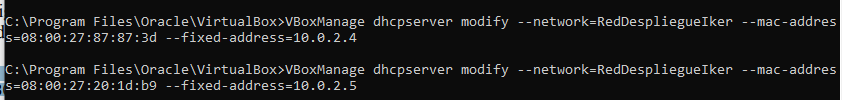 C:\Program Files\Oracle\VirtualBox>VBoxManage dhcpserver modify --network=RedDespliegueIker --mac-addres
s=08:00:27:87:87:3d --fixed-address=10.0.2.4
C:\Program Files\Oracle\VirtualBox>VBoxManage dhcpserver modify --network=RedDespliegueIker --mac-addres
s=08:00:27:20:1d:b9 --fixed-address=10.0.2.5